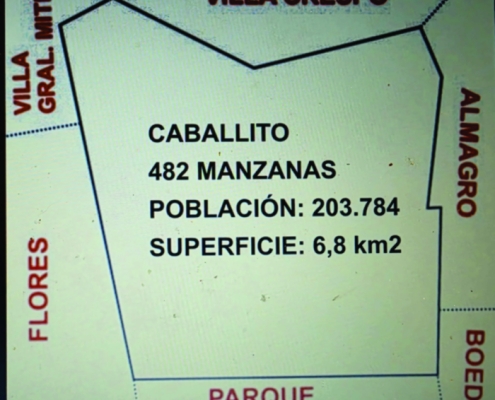 VILLA CRESPO
VILLA
GRAL. MIT
CABALLITO
482 MANZANAS
POBLACIÓN: 203.784
SUPERFICIE: 6,8 km2
ALMAGRO
FLORES
BOED
PARQUE